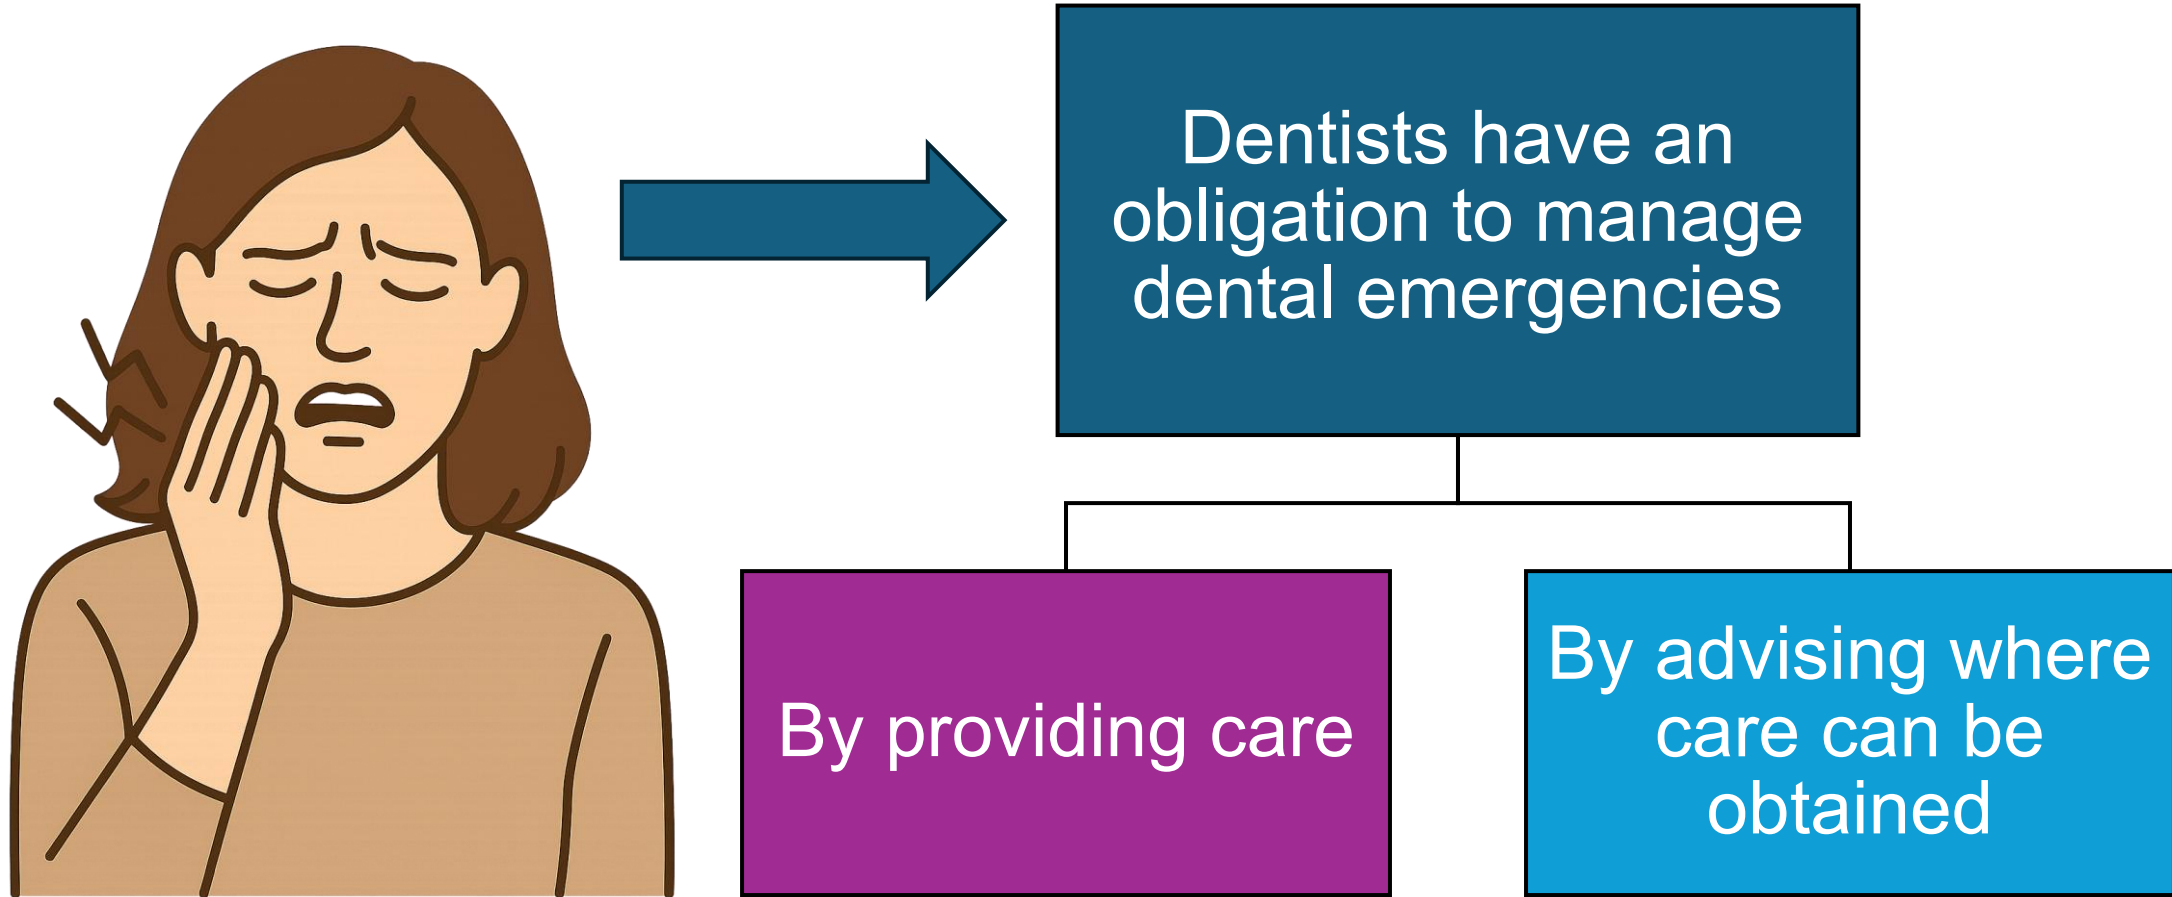 Dentists have an
obligation to manage
dental emergencies
By providing care
By advising where
care can be
obtained